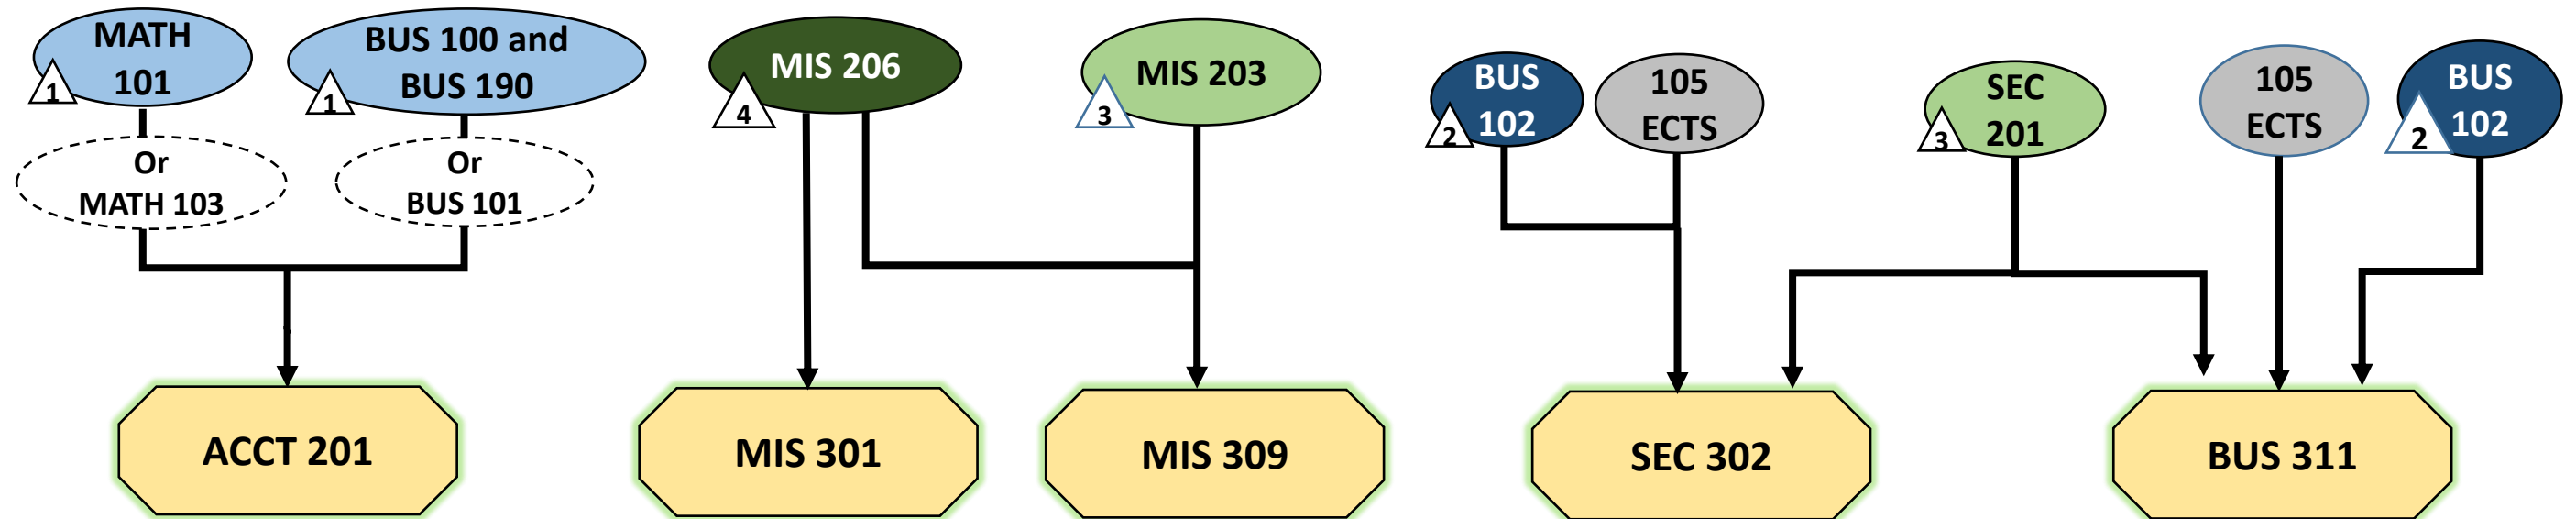 MATH
101
1
BUS 100 and
BUS 190
1
Or
MATH 103
Or
BUS 101
MIS 206
4
MIS 203
3
BUS
102
2
105
ECTS
SEC
201
3
105
ECTS
BUS
102
2
ACCT 201
MIS 301
MIS 309
SEC 302
BUS 311